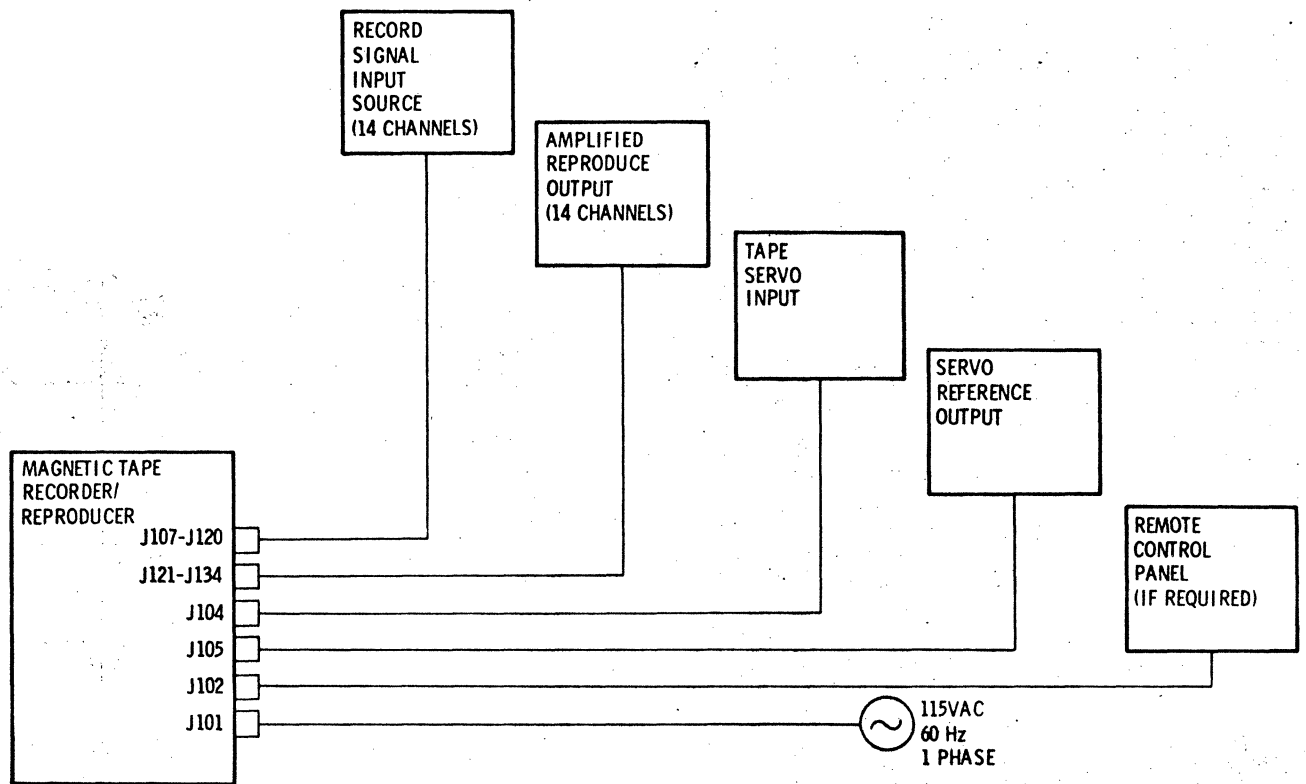 RECORD
SIGNAL
INPUT
SOURCE
(14 CHANNELS)
AMPLIFIED
REPRODUCE
OUTPUT
(14 CHANNELS)
TAPE
SERVO
INPUT
SERVO
REFERENCE
OUTPUT
REMOTE
CONTROL
PANEL
(IF REQUIRED)
MAGNETIC TAPE
RECORDER/
REPRODUCER
J107-J120
J121-J134
J104
J105
J102
J101
115VAC
60 Hz
1 PHASE